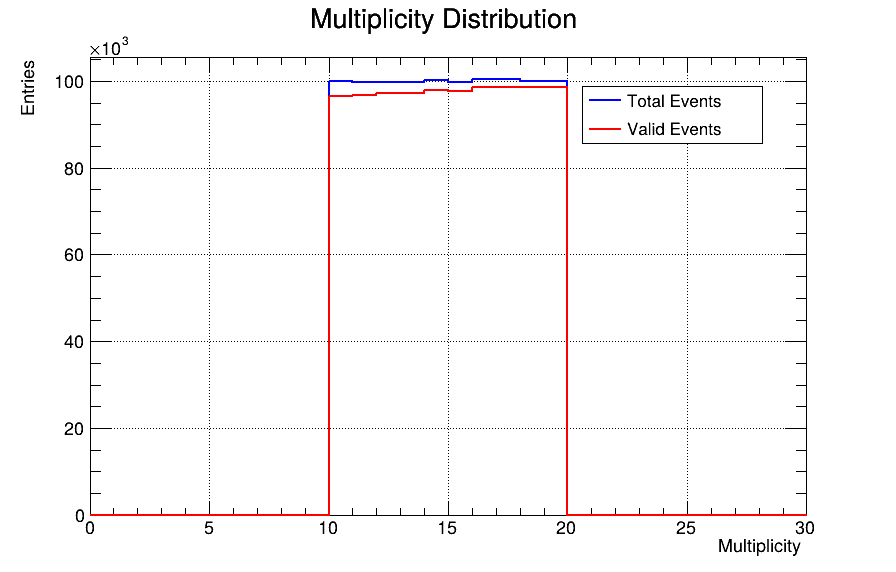 Multiplicity Distribution
×10³
Entries
100
80
60
40
20
0
Total Events
Valid Events
0 5 10 15 20 25 30
Multiplicity